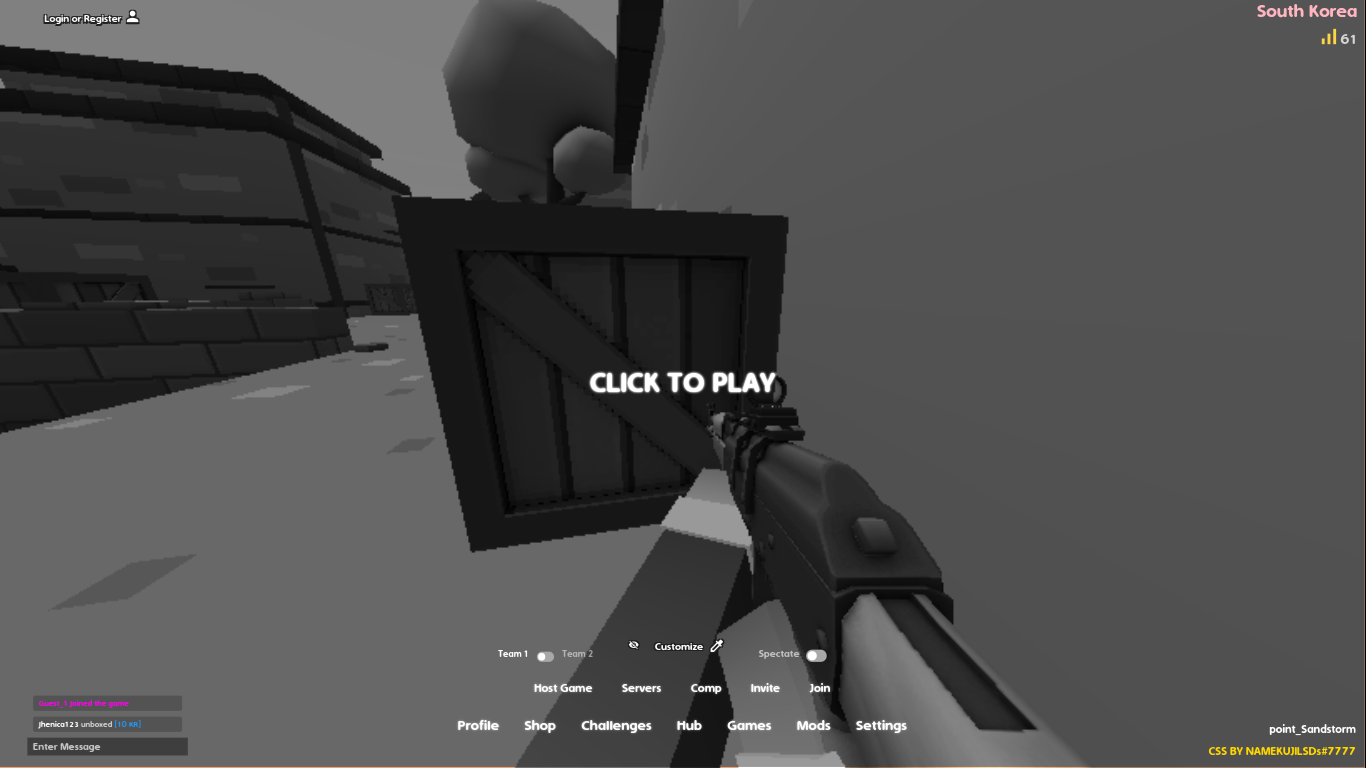 Login or Register
South Korea
61
CLICK TO PLAY
Team 1 Team 2
Customize
Spectate
Host Game Servers Comp Invite Join
Profile Shop Challenges Hub Games Mods Settings
Guest_1 joined the game
jhenica123 unboxed [10 KR]
Enter Message
point_Sandstorm
CSS BY NAMEKUJILSDs#7777